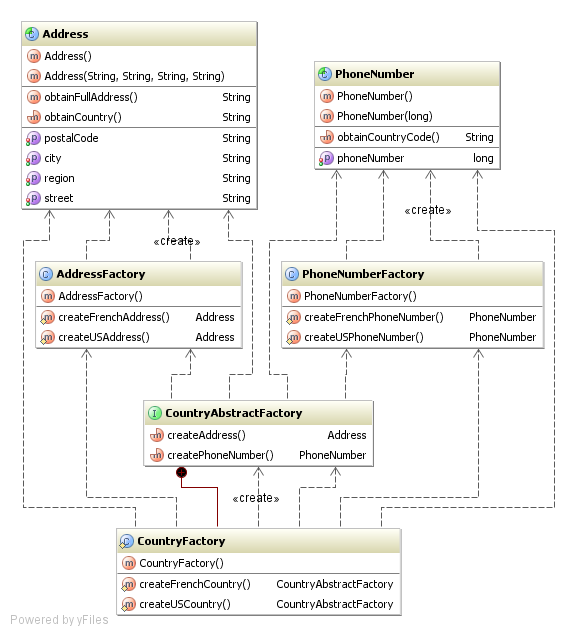 Address
Address()
Address(String, String, String, String)
obtainFullAddress() String
obtainCountry() String
postalCode String
city String
region String
street String
PhoneNumber
PhoneNumber()
PhoneNumber(long)
obtainCountryCode() String
phoneNumber long
«create»
«create»
AddressFactory
AddressFactory()
createFrenchAddress() Address
createUSAddress() Address
PhoneNumberFactory
PhoneNumberFactory()
createFrenchPhoneNumber() PhoneNumber
createUSPhoneNumber() PhoneNumber
CountryAbstractFactory
createAddress() Address
createPhoneNumber() PhoneNumber
«create»
CountryFactory
CountryFactory()
createFrenchCountry() CountryAbstractFactory
createUSCountry() CountryAbstractFactory
Powered by yFiles